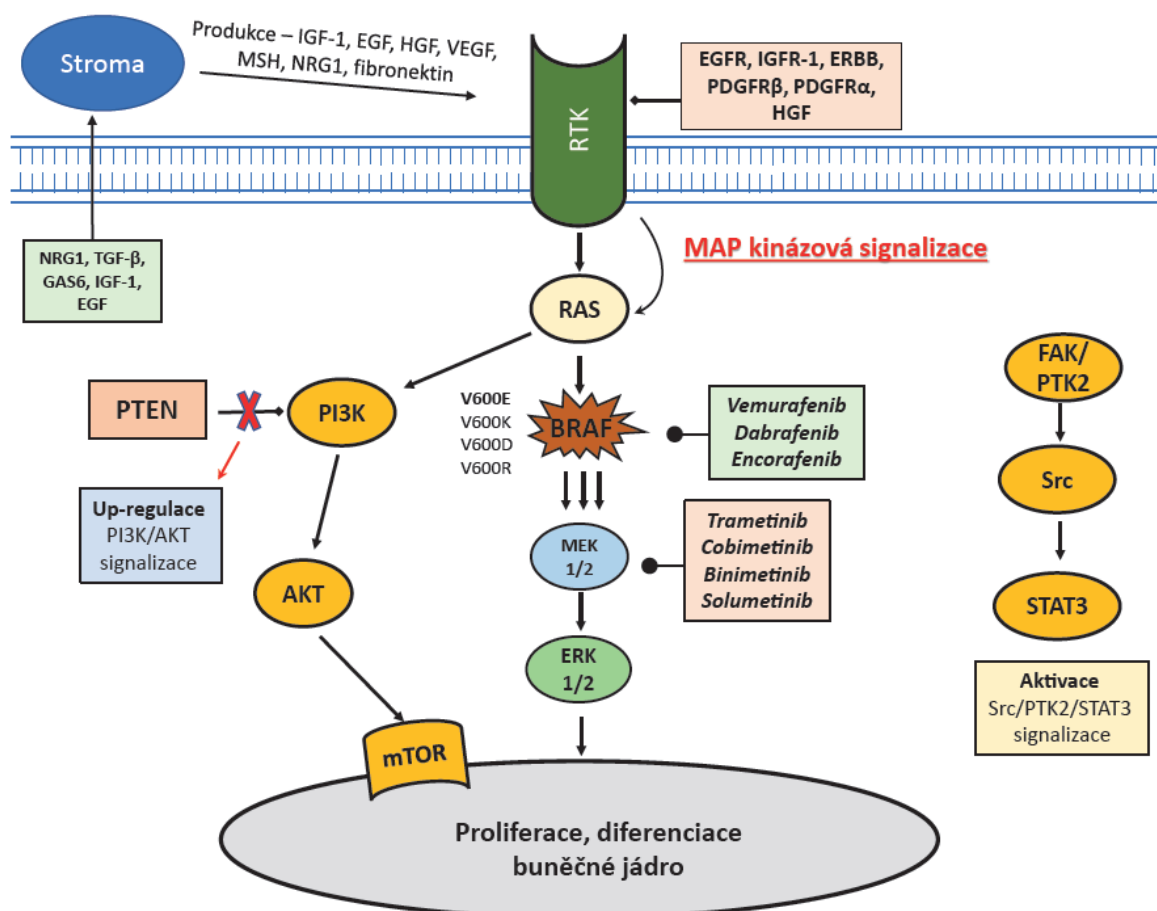 Stroma
Produkce – IGF-1, EGF, HGF, VEGF,
MSH, NRG1, fibronektin
RTK
EGFR, IGFR-1, ERBB,
PDGFRβ, PDGFRα,
HGF
NRG1, TGF-β,
GAS6, IGF-1,
EGF
MAP kinázová signalizace
RAS
PTEN
PI3K
V600E
V600K
V600D
V600R
BRAF
Vemurafenib
Dabrafenib
Encorafenib
FAK/
PTK2
Src
STAT3
Up-regulace
PI3K/AKT
signalizace
AKT
MEK
1/2
Trametinib
Cobimetinib
Binimetinib
Solumetinib
ERK
1/2
Aktivace
Src/PTK2/STAT3
signalizace
mTOR
Proliferace, diferenciace
buněčné jádro